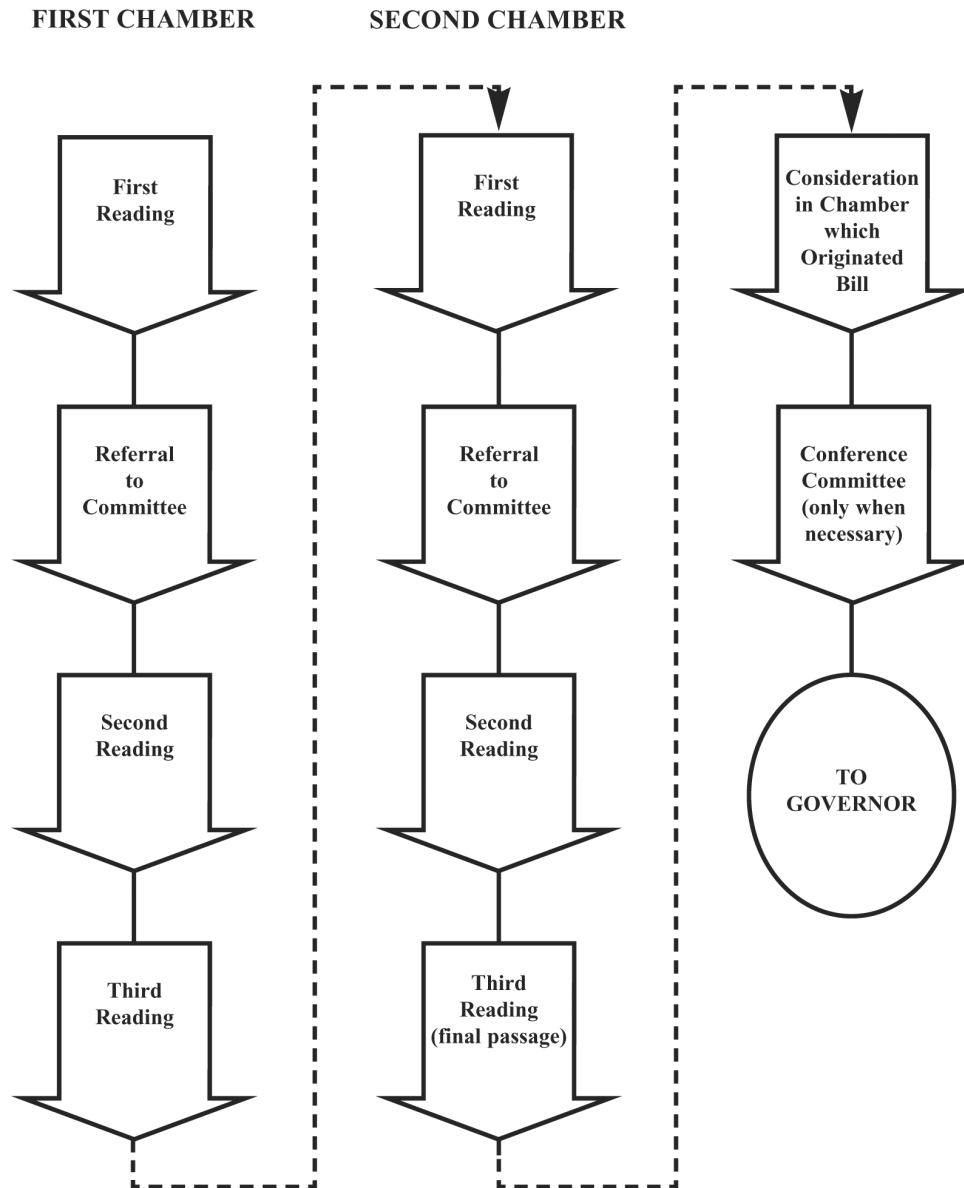 FIRST CHAMBER
First
Reading
Referral
to
Committee
Second
Reading
Third
Reading
SECOND CHAMBER
First
Reading
Referral
to
Committee
Second
Reading
Third
Reading
(final passage)
Consideration
in Chamber
which
Originated
Bill
Conference
Committee
(only when
necessary)
TO
GOVERNOR